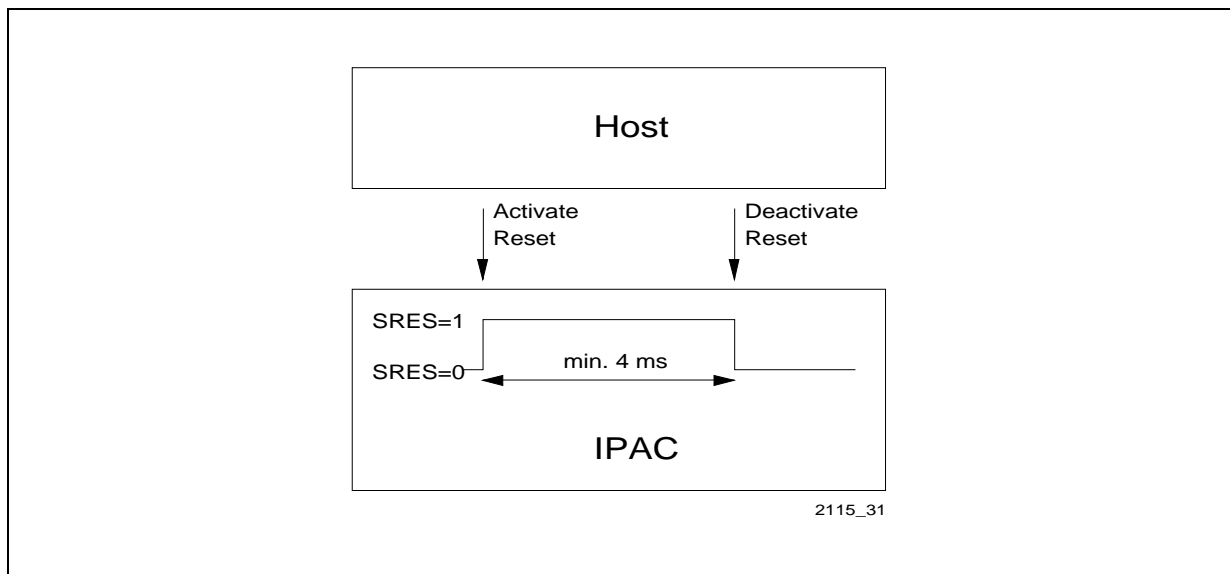 Host
Activate
Reset
Deactivate
Reset
SRES=1
min. 4 ms
SRES=0
IPAC
2115_31